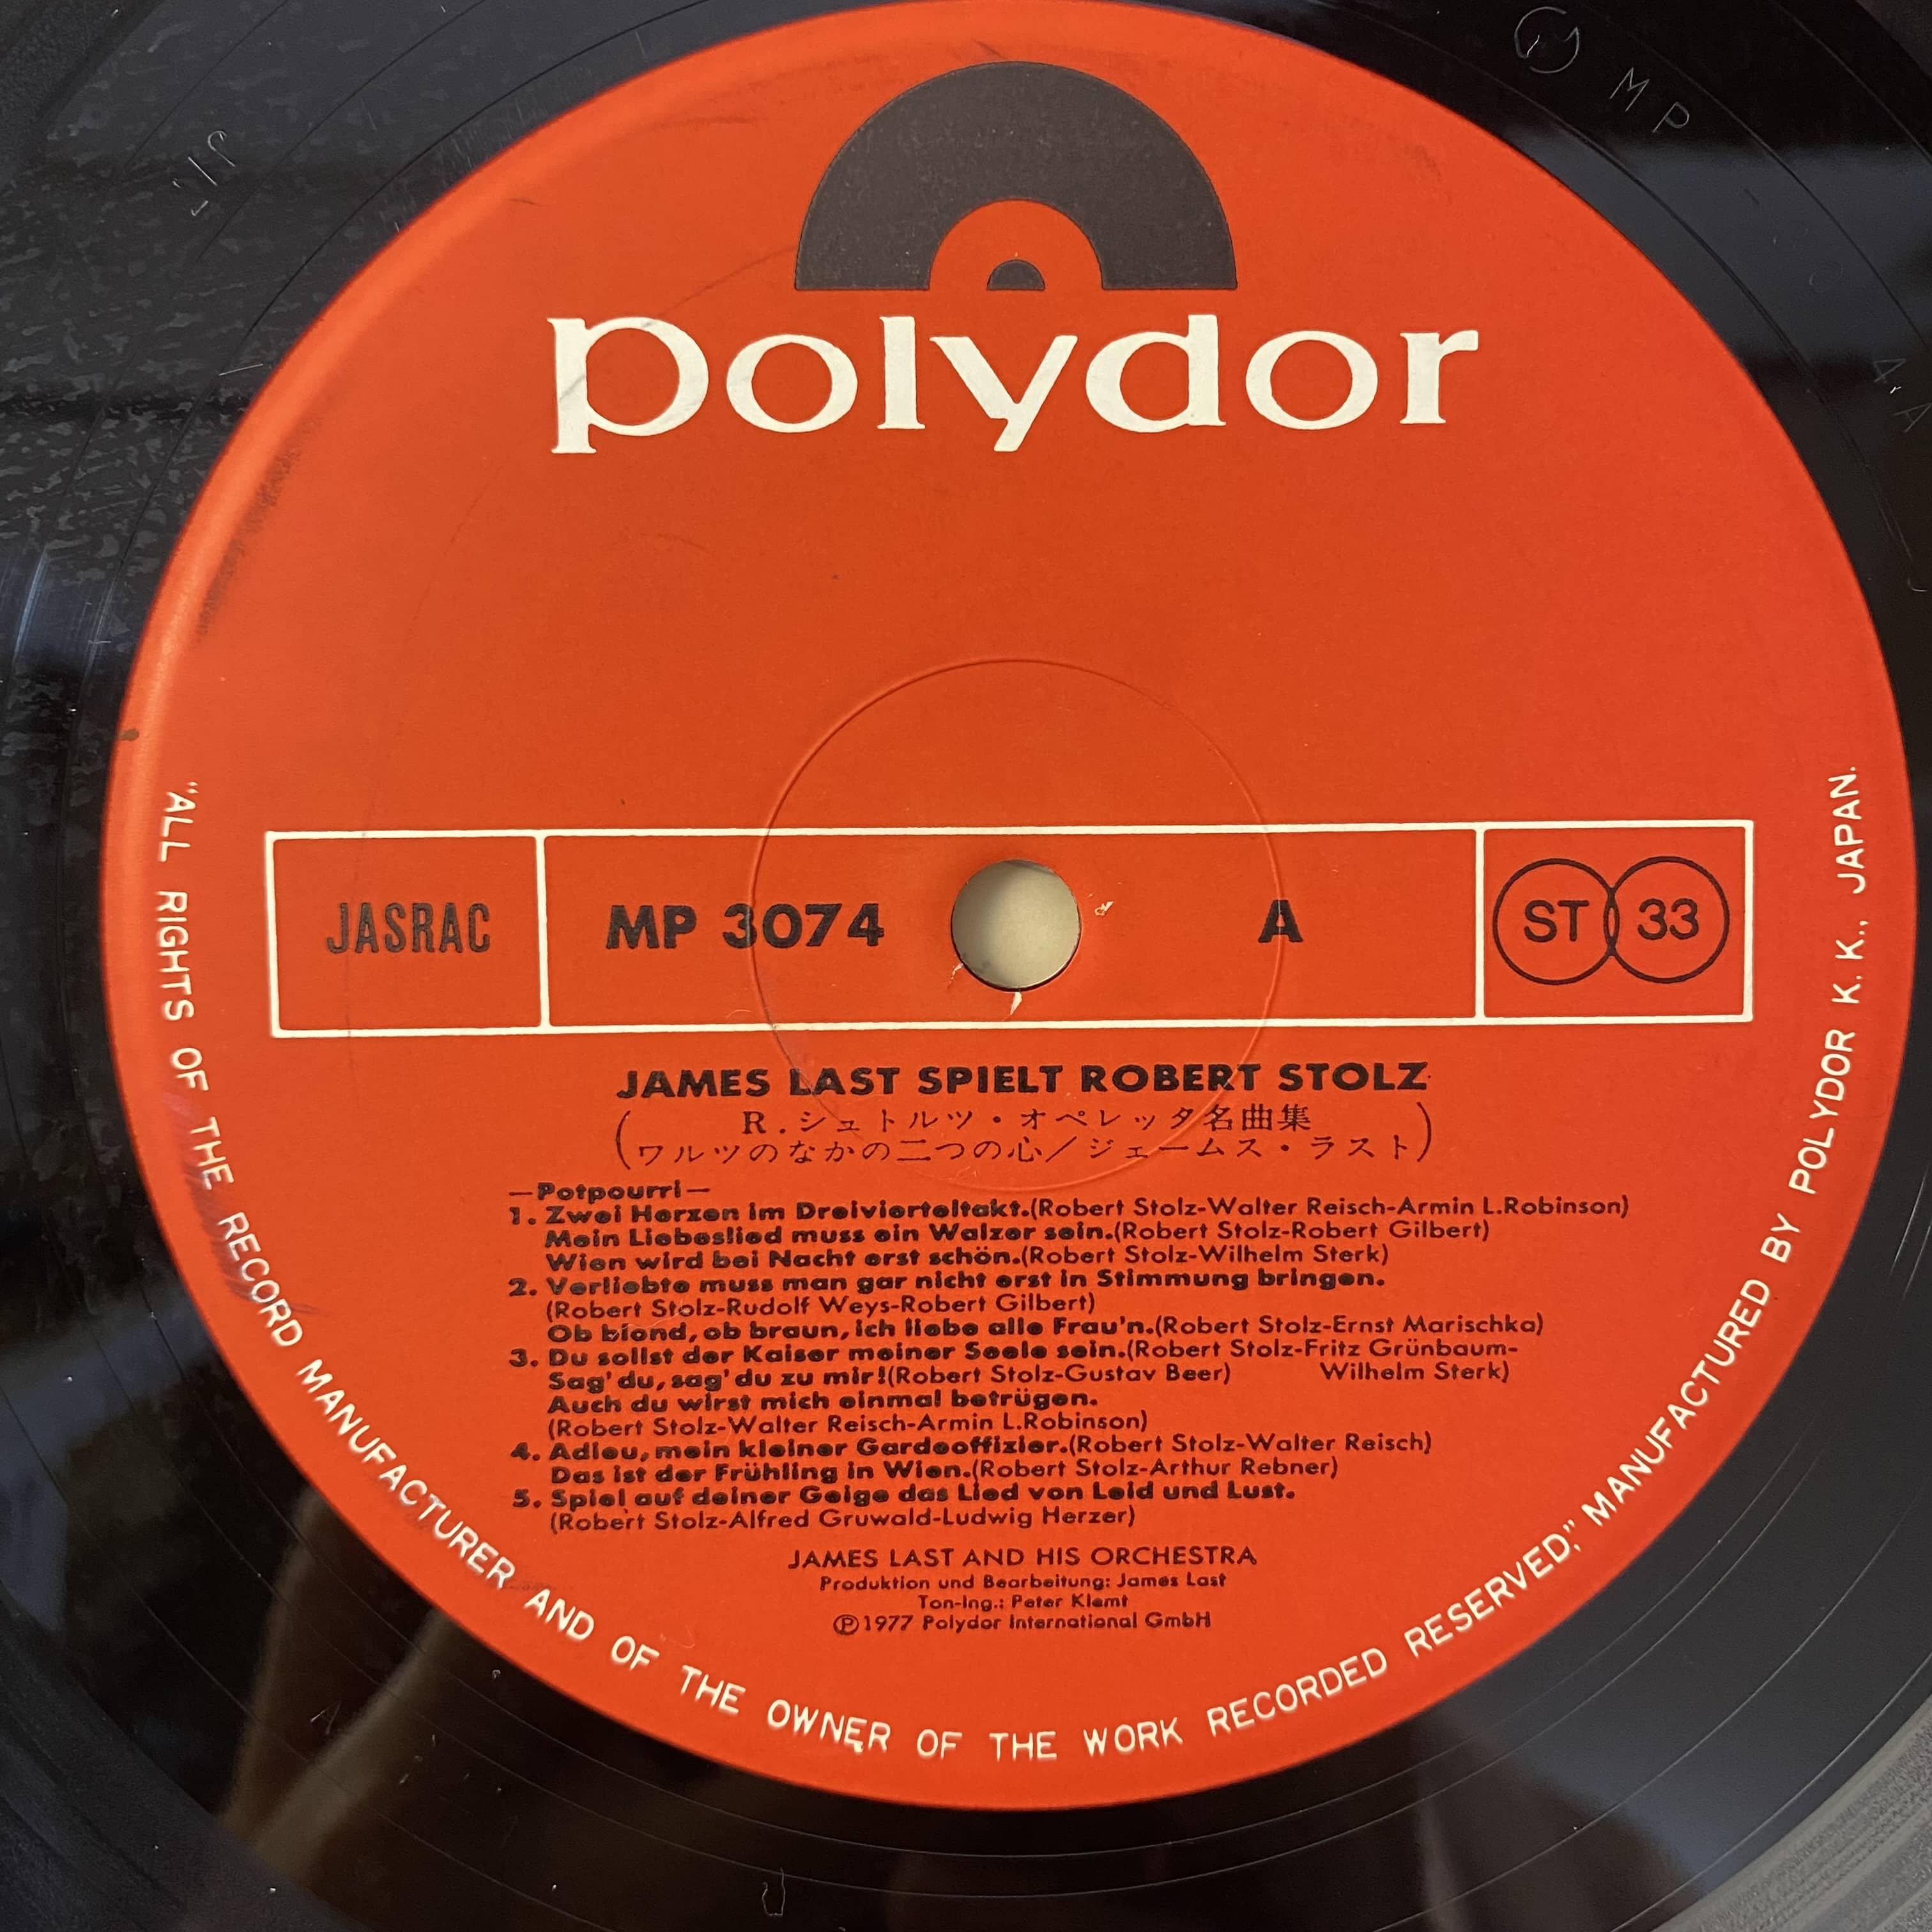 polydor
JASRAC
MP 3074
A
ST 33
JAMES LAST SPIELT ROBERT STOLZ
(R.シュトルツ・オペレッタ名曲集
ワルツのなかの二つの心／ジェームス・ラスト)
—Potpourri—
1. Zwei Herzen im Dreivierteltakt.(Robert Stolz-Walter Reisch-Armin L.Robinson)
Mein Liebeslied muss ein Walzer sein.(Robert Stolz-Robert Gilbert)
Wien wird bei Nacht erst schön.(Robert Stolz-Wilhelm Sterk)
2. Verliebte muss man gar nicht erst in Stimmung bringen.
(Robert Stolz-Rudolf Weys-Robert Gilbert)
Ob blond, ob braun, ich liebe alle Frau'n.(Robert Stolz-Ernst Marischka)
3. Du sollst der Kaiser meiner Seele sein.(Robert Stolz-Fritz Grünbaum-
Sag' du, sag' du zu mir!(Robert Stolz-Gustav Beer) Wilhelm Sterk)
Auch du wirst mich einmal betrügen.
(Robert Stolz-Walter Reisch-Armin L.Robinson)
4. Adieu, mein kleiner Gardeoffizier.(Robert Stolz-Walter Reisch)
Das ist der Frühling in Wien.(Robert Stolz-Arthur Rebner)
5. Spiel auf deiner Geige das Lied von Leid und Lust.
(Robert Stolz-Alfred Gruwald-Ludwig Herzer)
JAMES LAST AND HIS ORCHESTRA
Produktion und Bearbeitung: James Last
Ton-Ing.: Peter Klemt
Ⓟ1977 Polydor International GmbH
"ALL RIGHTS OF THE RECORD MANUFACTURER AND OF THE OWNER OF THE WORK RECORDED RESERVED," MANUFACTURED BY POLYDOR K. K., JAPAN.
MP